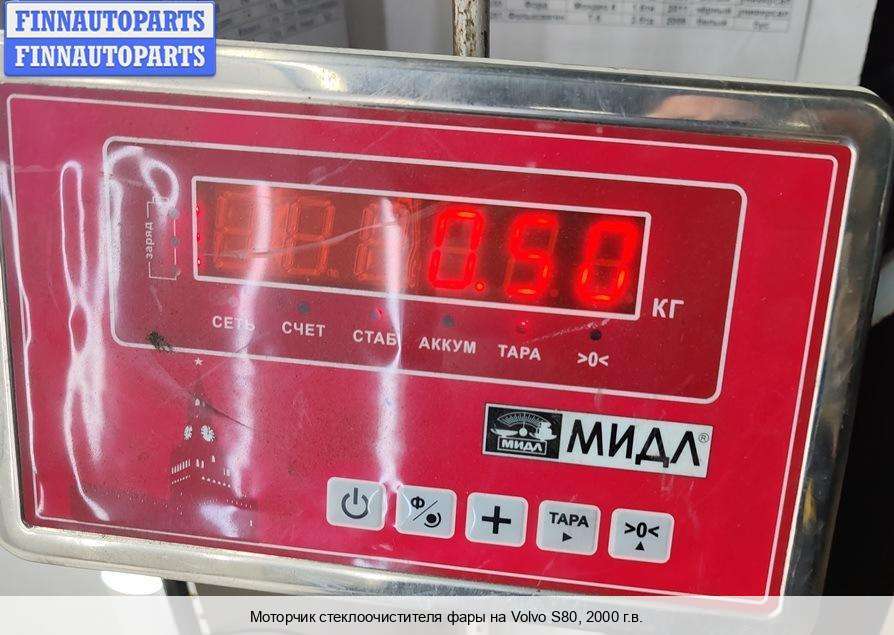 FINNAUTOPARTS
FINNAUTOPARTS
заряд
0.50
КГ
СЕТЬ СЧЕТ СТАБ АККУМ ТАРА >0<
МИДЛ
МИДЛ®
Ф
+
ТАРА
>0<
Моторчик стеклоочистителя фары на Volvo S80, 2000 г.в.